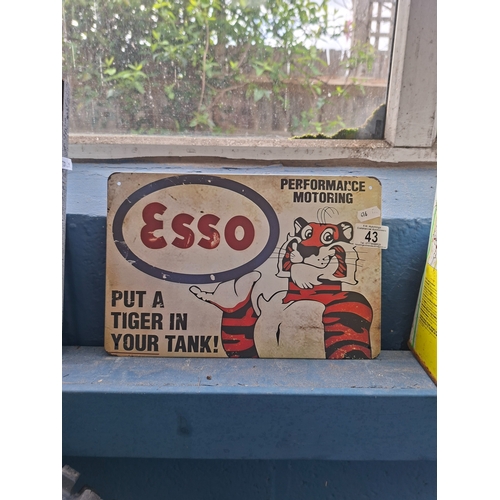 PERFORMANCE
MOTORING
Esso
43
PUT A
TIGER IN
YOUR TANK!